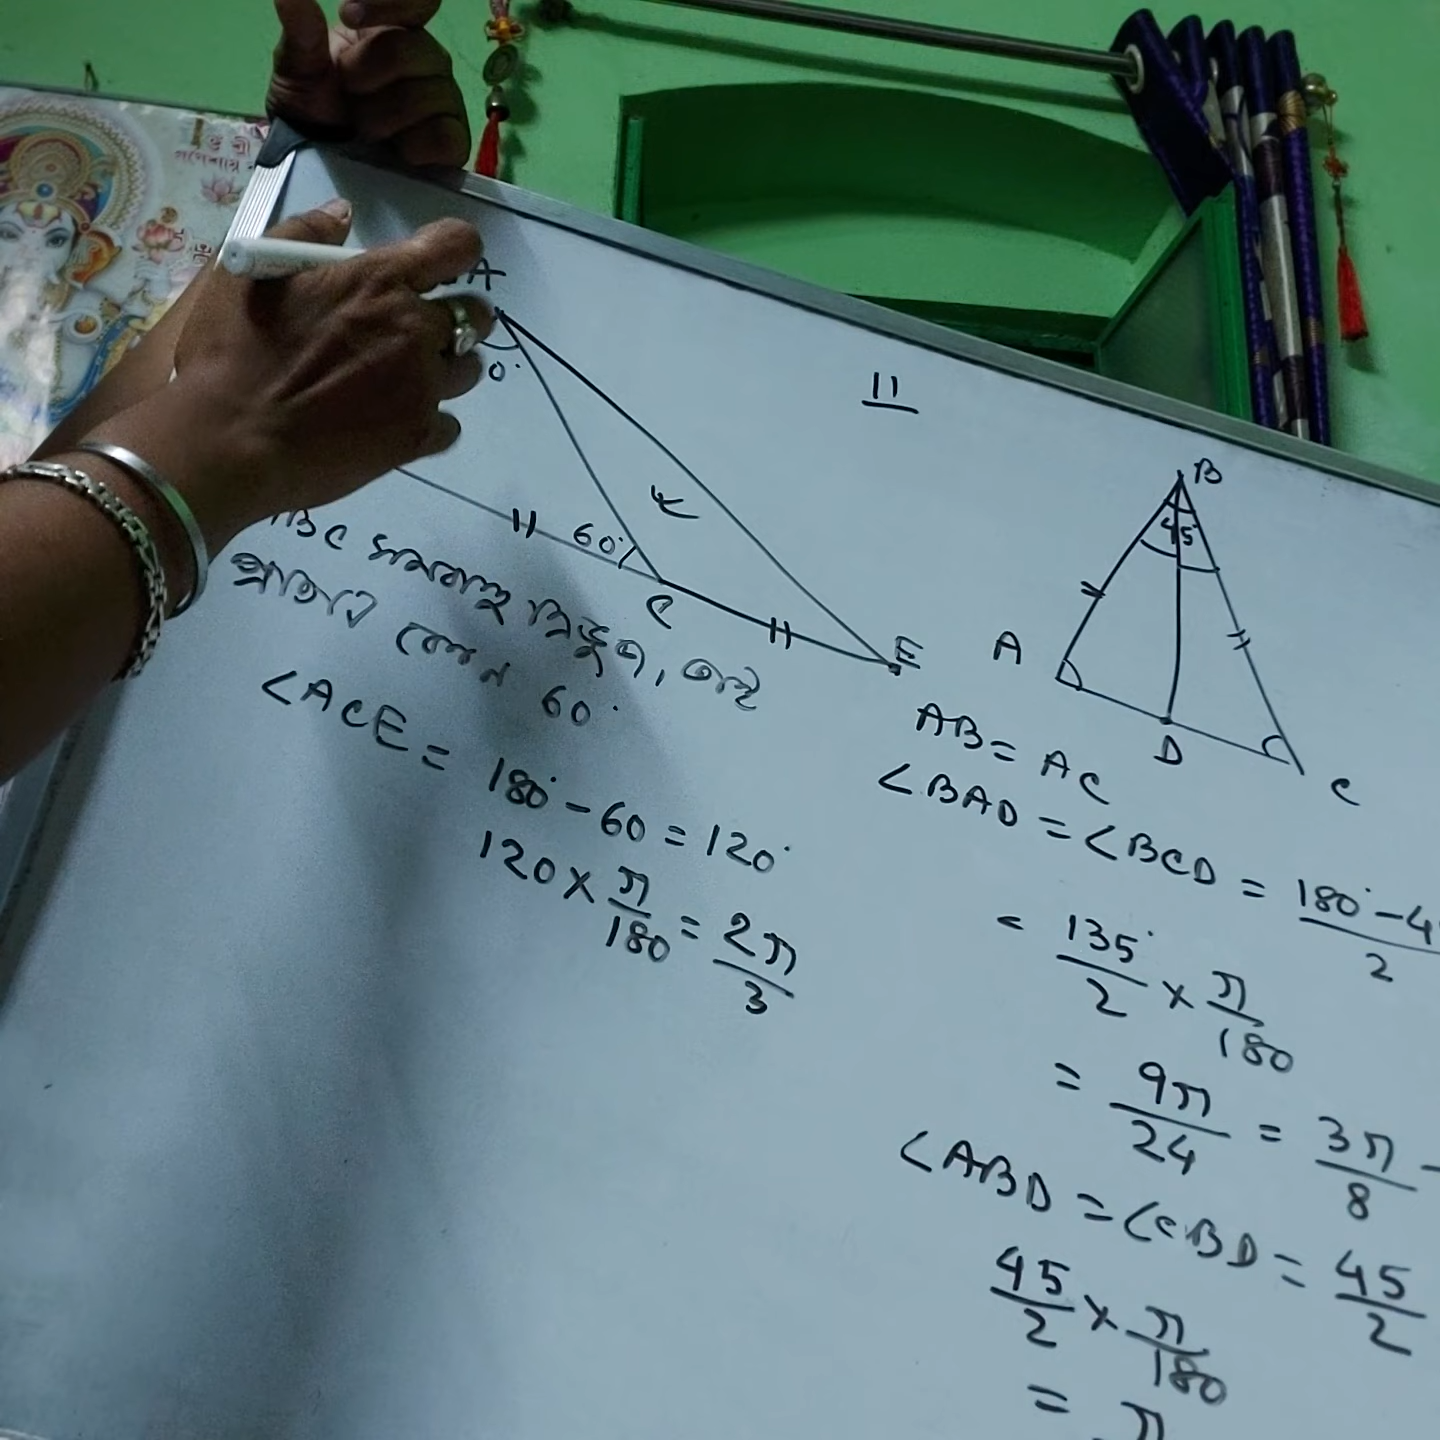 শ্রী
A
0°
60°
C
E
ABC সমবাহু ত্রিভুজ, তাই
প্রতিটি কোন 60°
∠ACE = 180° - 60 = 120°
120 × π/180 = 2π/3
11
B
45
A
D
C
AB = AC
∠BAD = ∠BCD = 180° - 4
2
= 135°/2 × π/180
= 9π/24 = 3π/8
∠ABD = ∠CBD = 45/2
45/2 × π/180
= π